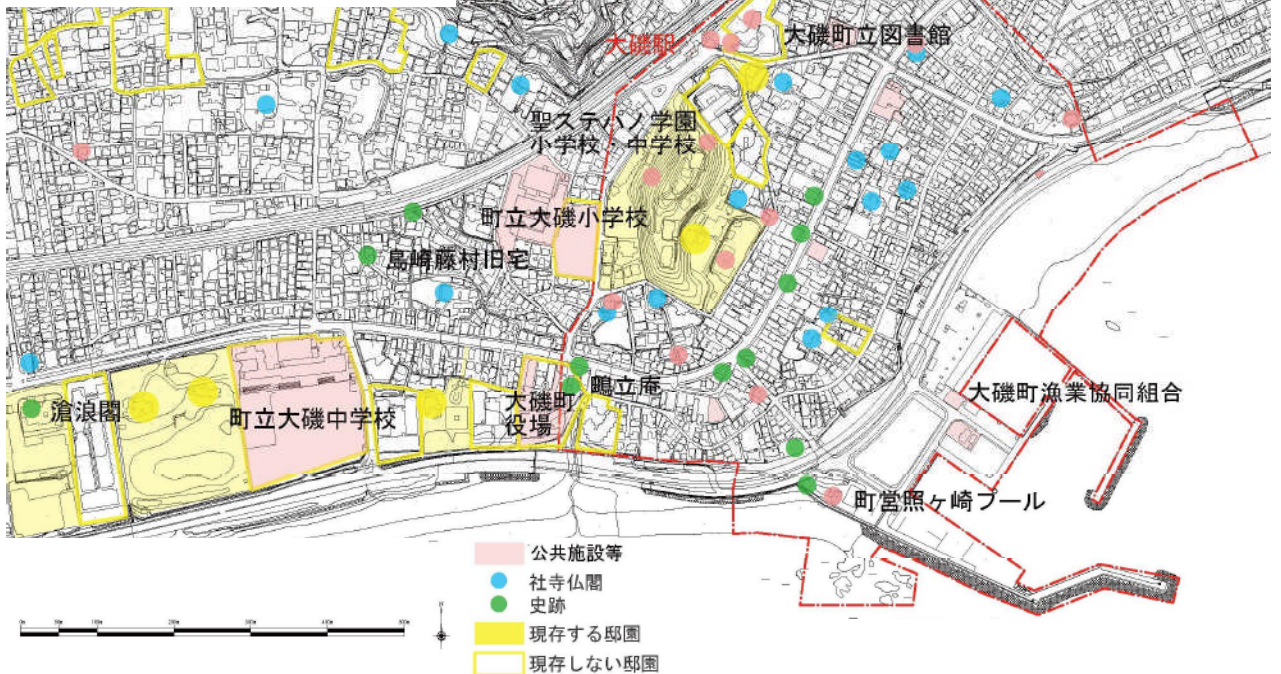 大磯駅
大磯町立図書館
聖ステパノ学園
小学校・中学校
町立大磯小学校
島崎藤村旧宅
滄浪閣
町立大磯中学校
大磯町
役場
鴫立庵
大磯町漁業協同組合
町営照ヶ崎プール
公共施設等
社寺仏閣
史跡
現存する邸園
現存しない邸園